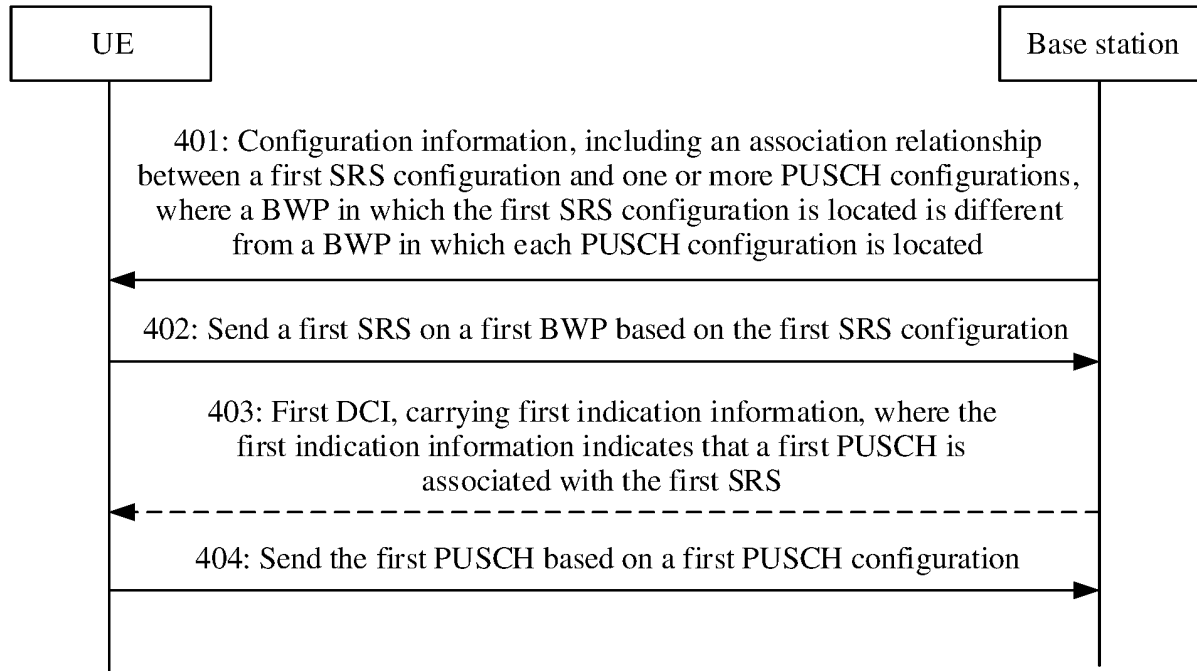 UE
Base station
401: Configuration information, including an association relationship
between a first SRS configuration and one or more PUSCH configurations,
where a BWP in which the first SRS configuration is located is different
from a BWP in which each PUSCH configuration is located
402: Send a first SRS on a first BWP based on the first SRS configuration
403: First DCI, carrying first indication information, where the
first indication information indicates that a first PUSCH is
associated with the first SRS
404: Send the first PUSCH based on a first PUSCH configuration